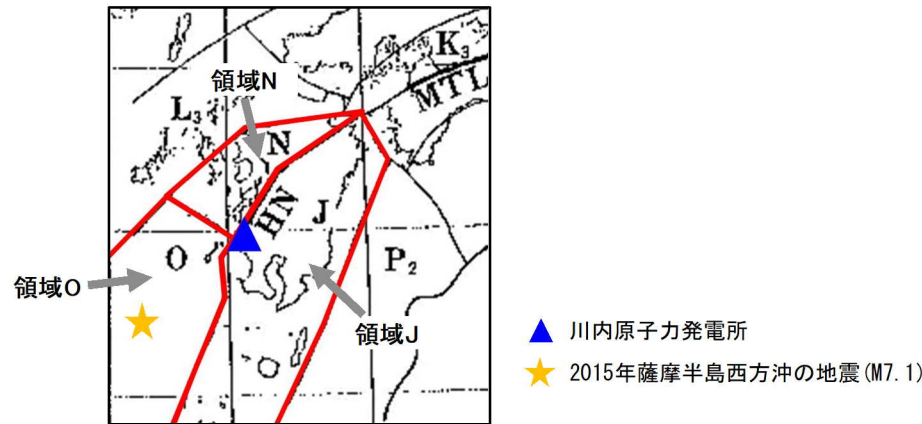 K₃
領域N
MTL
L₃
N
HN
J
O
P₂
領域O
領域J
川内原子力発電所
2015年薩摩半島西方沖の地震(M7.1)